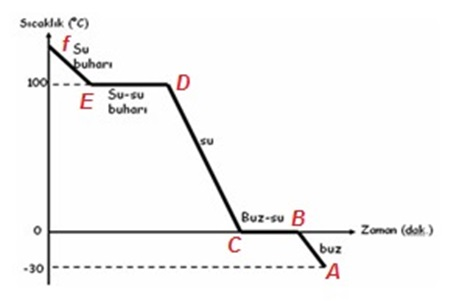 Sıcaklık (°C)
f
Su
buharı
100
E
D
Su-su
buharı
su
Buz-su
B
0
C
Zaman (dak.)
buz
-30
A